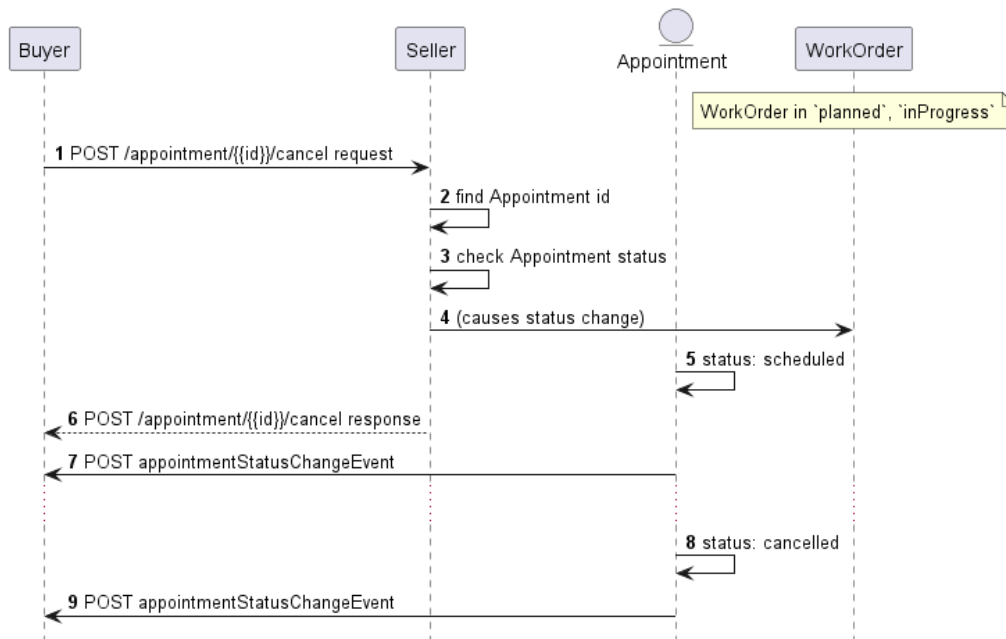 Buyer
Seller
Appointment
WorkOrder
WorkOrder in `planned`, `inProgress`
1 POST /appointment/{{id}}/cancel request
2 find Appointment id
3 check Appointment status
4 (causes status change)
5 status: scheduled
6 POST /appointment/{{id}}/cancel response
7 POST appointmentStatusChangeEvent
8 status: cancelled
9 POST appointmentStatusChangeEvent